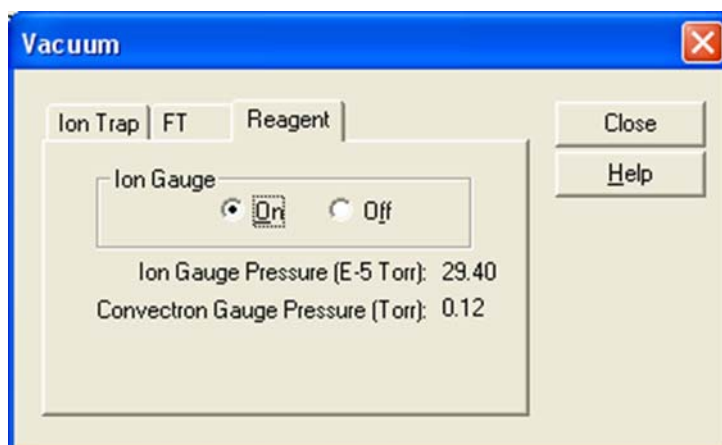 Vacuum
Ion Trap FT Reagent
Close
Help
Ion Gauge
On Off
Ion Gauge Pressure (E-5 Torr): 29.40
Convectron Gauge Pressure (Torr): 0.12